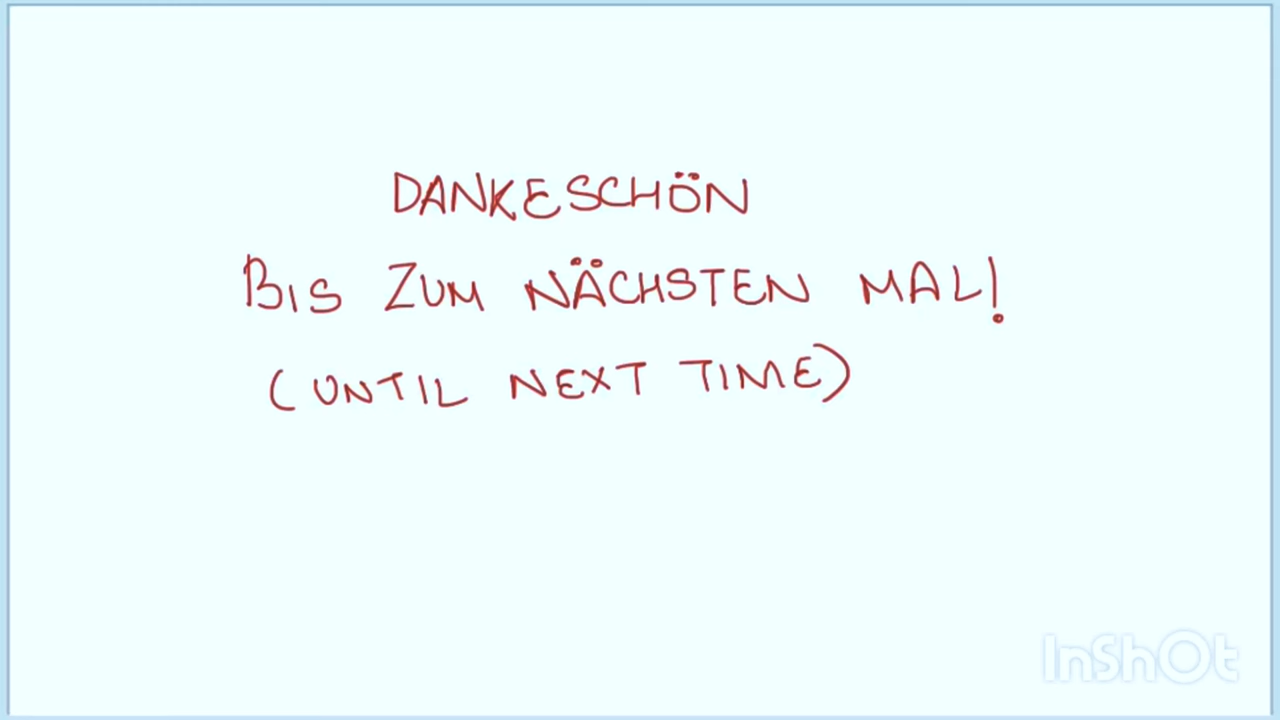 DANKESCHÖN
BIS ZUM NÄCHSTEN MAL!
(UNTIL NEXT TIME)
InShOt